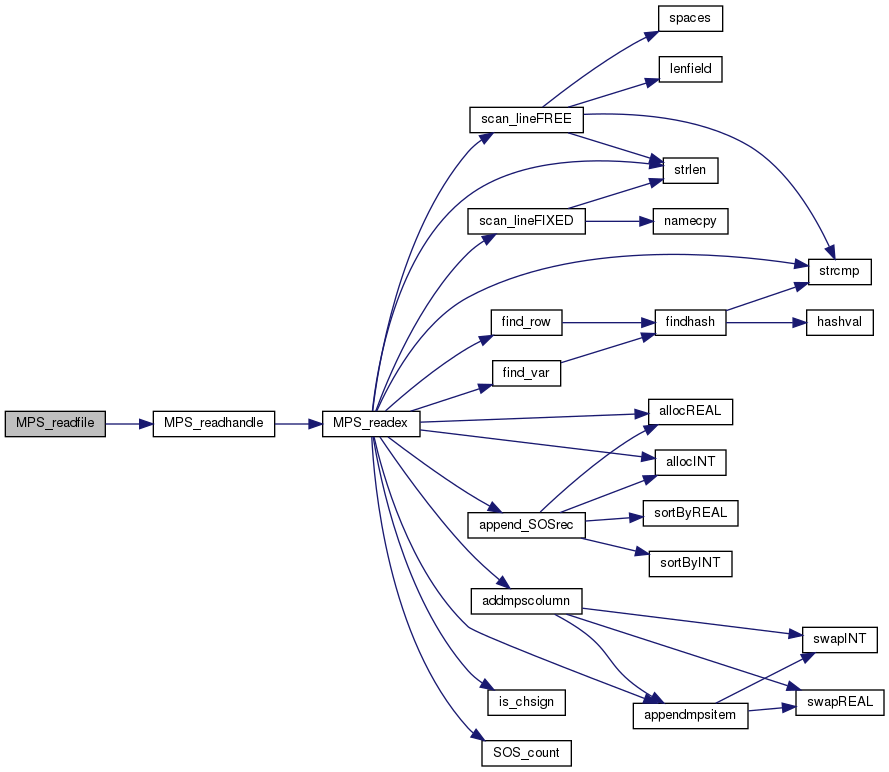 spaces
lenfield
scan_lineFREE
strlen
scan_lineFIXED
namecpy
strcmp
find_row
findhash
hashval
find_var
allocREAL
MPS_readfile
MPS_readhandle
MPS_readex
allocINT
append_SOSrec
sortByREAL
sortByINT
addmpscolumn
swapINT
is_chsign
appendmpsitem
swapREAL
SOS_count